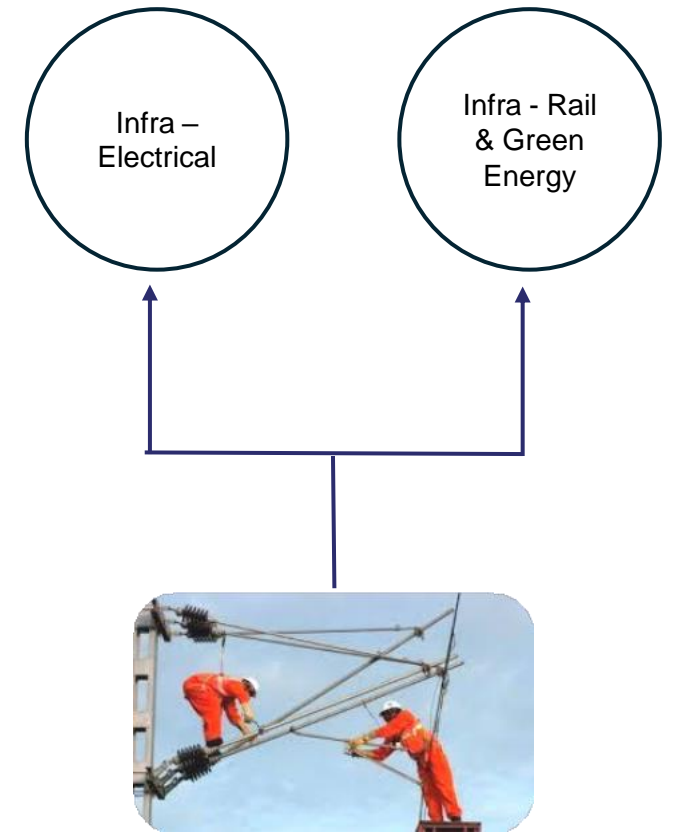 Infra –
Electrical
Infra - Rail
& Green
Energy